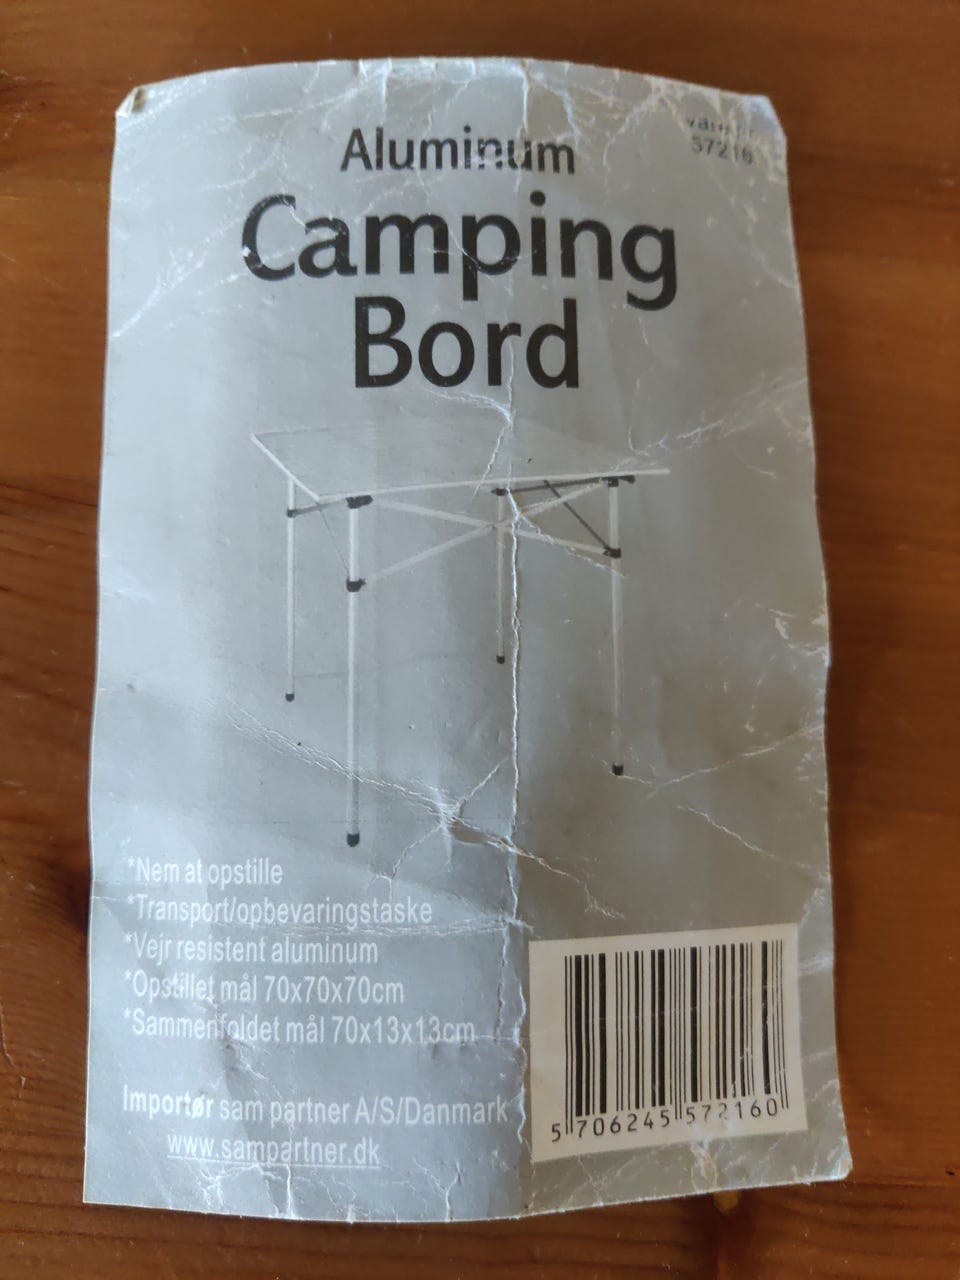 Aluminum
Camping
Bord
57216
*Nem at opstille
*Transport/opbevaringstaske
*Vejr resistent aluminum
*Opstillet mål 70x70x70cm
*Sammenfoldet mål 70x13x13cm
Importør sam partner A/S/Danmark
www.sampartner.dk
5 706245 572160